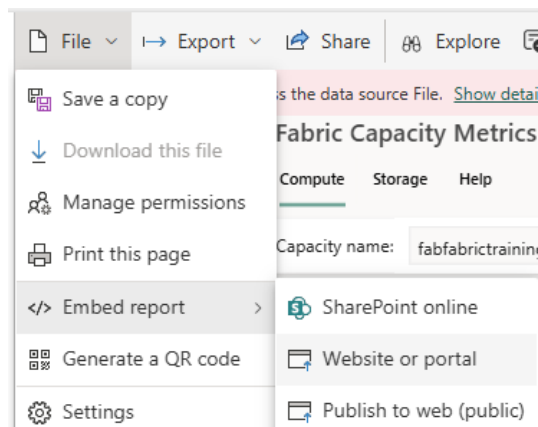 File Export Share Explore
Save a copy
s the data source File. Show detai
Download this file
Fabric Capacity Metrics
Compute Storage Help
Manage permissions
Print this page
Capacity name: fabfabrictraining
Embed report
SharePoint online
Generate a QR code
Website or portal
Settings
Publish to web (public)